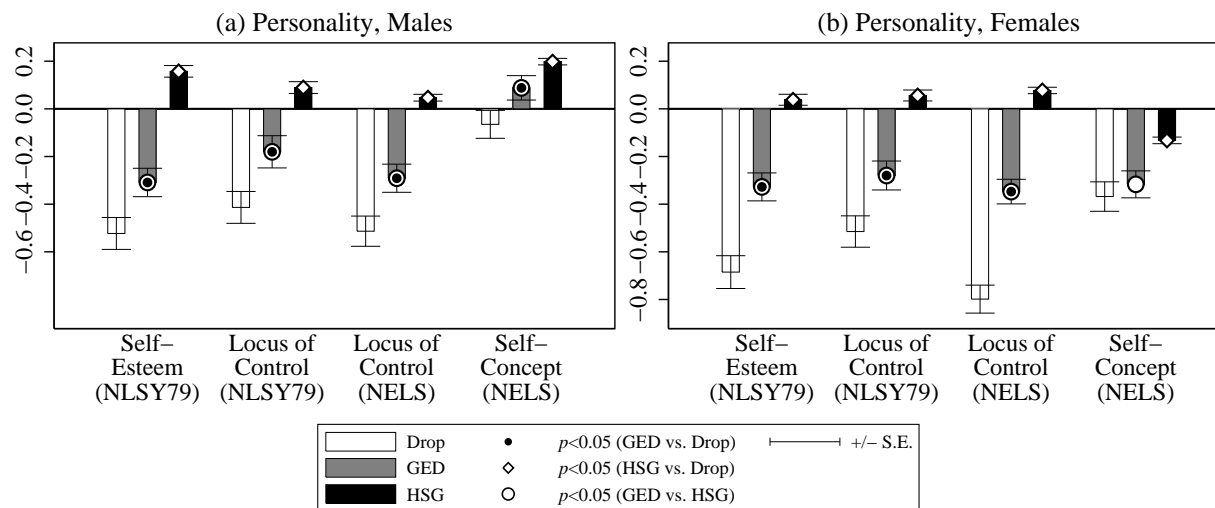 (a) Personality, Males
(b) Personality, Females
0.2
0.0
−0.2
−0.4
−0.6
0.2
0.0
−0.2
−0.4
−0.6
−0.8
Self−
Esteem
(NLSY79)
Locus of
Control
(NLSY79)
Locus of
Control
(NELS)
Self−
Concept
(NELS)
Self−
Esteem
(NLSY79)
Locus of
Control
(NLSY79)
Locus of
Control
(NELS)
Self−
Concept
(NELS)
Drop
GED
HSG
p<0.05 (GED vs. Drop)
p<0.05 (HSG vs. Drop)
p<0.05 (GED vs. HSG)
+/− S.E.